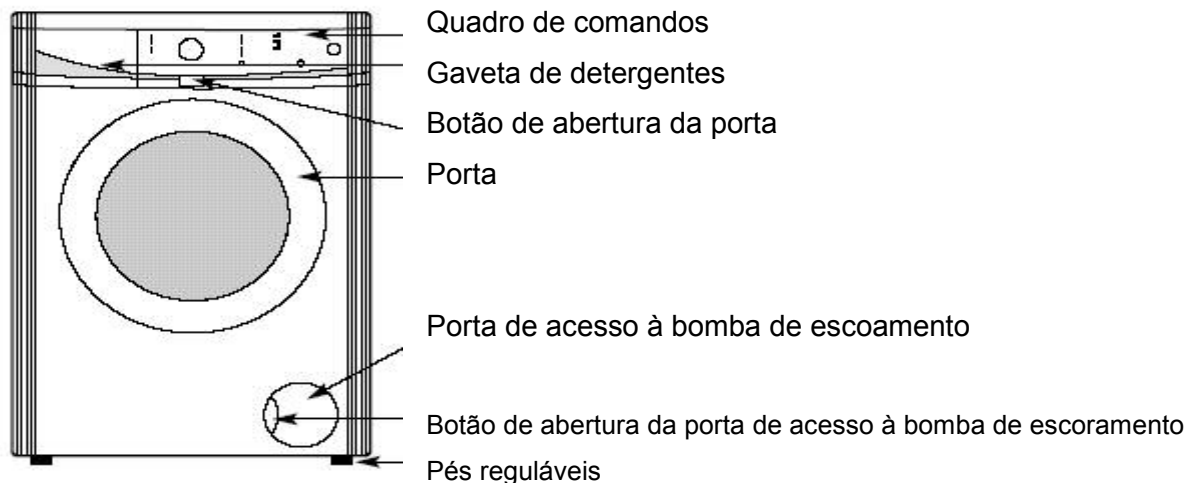 Quadro de comandos
Gaveta de detergentes
Botão de abertura da porta
Porta
Porta de acesso à bomba de escoamento
Botão de abertura da porta de acesso à bomba de escoramento
Pés reguláveis